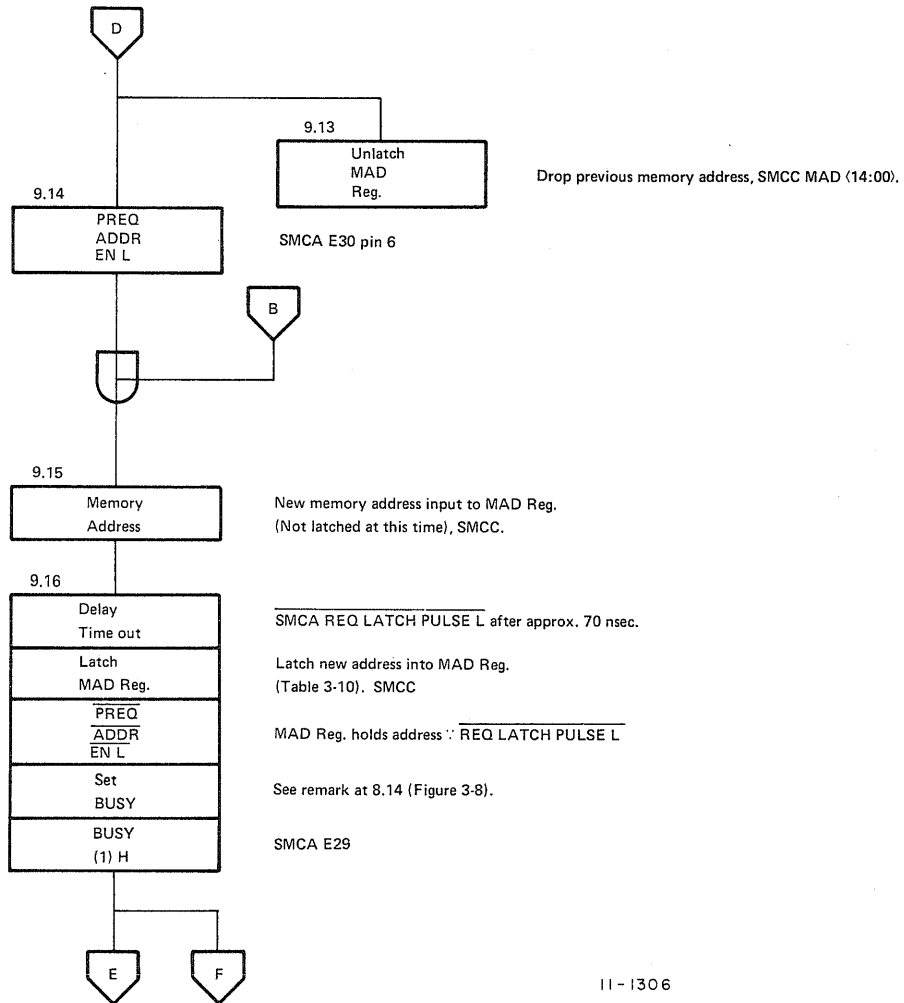 D
9.13
Unlatch
MAD
Reg.
Drop previous memory address, SMCC MAD ⟨14:00⟩.
9.14
PREQ
ADDR
EN L
SMCA E30 pin 6
B
9.15
Memory
Address
New memory address input to MAD Reg.
(Not latched at this time), SMCC.
9.16
Delay
Time out
SMCA REQ LATCH PULSE L after approx. 70 nsec.
Latch
MAD Reg.
Latch new address into MAD Reg.
(Table 3-10). SMCC
PREQ
ADDR
EN L
MAD Reg. holds address ∵ REQ LATCH PULSE L
Set
BUSY
See remark at 8.14 (Figure 3-8).
BUSY
(1) H
SMCA E29
E
F
11-1306